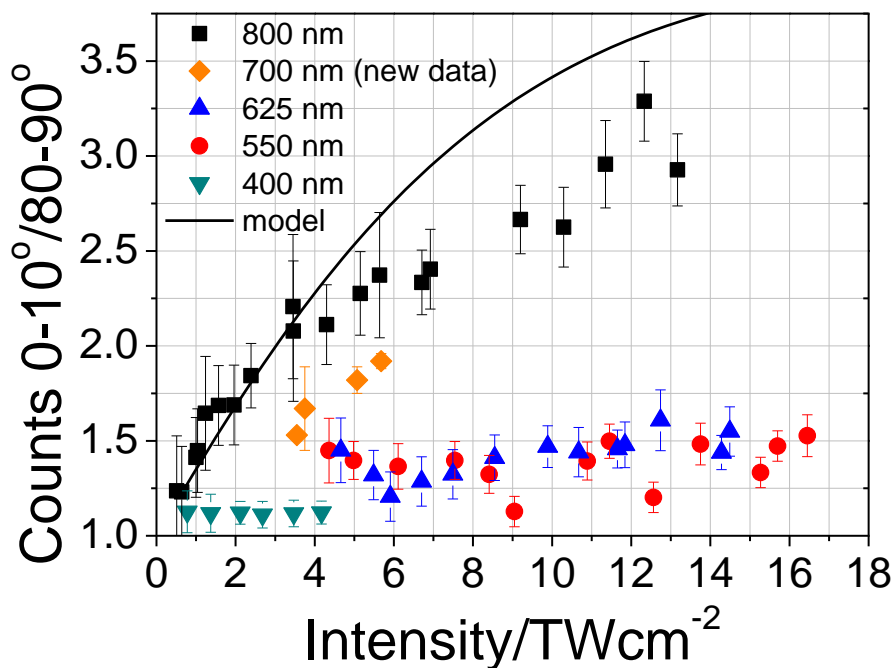 Counts 0-10°/80-90°
3.5
3.0
2.5
2.0
1.5
1.0
800 nm
700 nm (new data)
625 nm
550 nm
400 nm
model
0 2 4 6 8 10 12 14 16 18
Intensity/TWcm⁻²